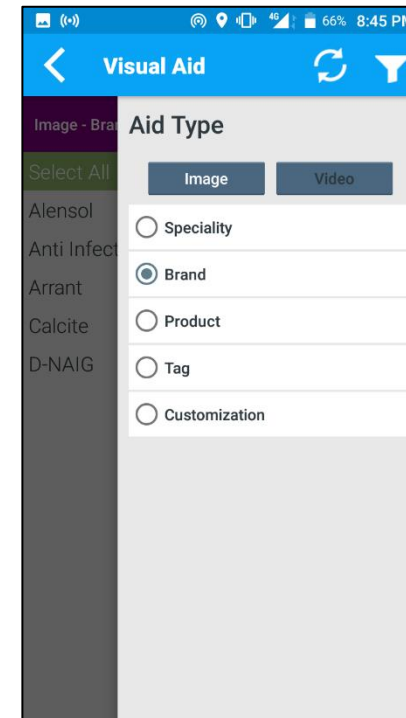 46 66% 8:45 PM
Visual Aid
Image - Bra
Aid Type
Select All
Image Video
Alensol
Speciality
Anti Infect
Brand
Arrant
Product
Calcite
D-NAIG
Tag
Customization